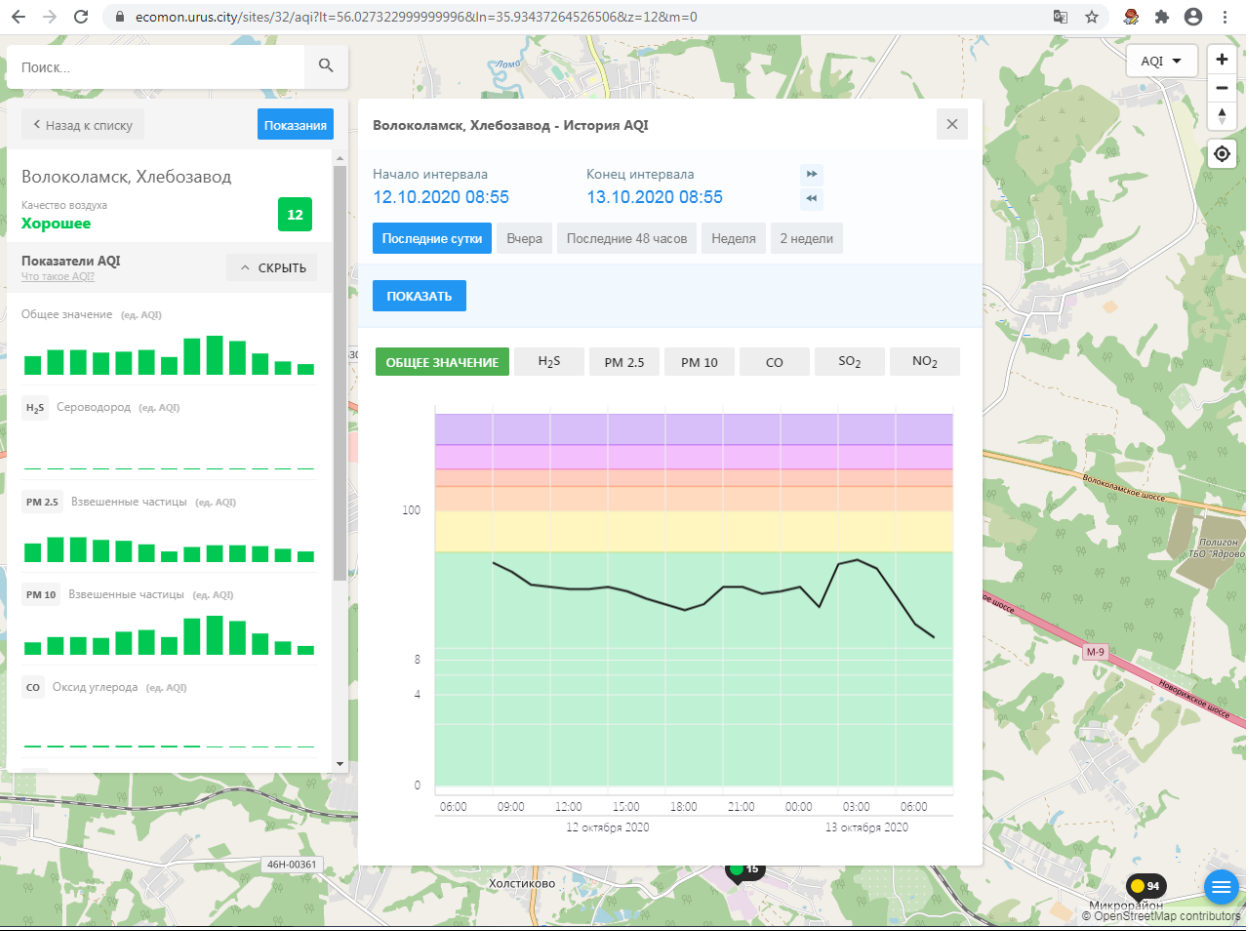 ecomon.urus.city/sites/32/aqi?lt=56.027322999999996&ln=35.93437264526506&z=12&m=0
Поиск...
Лома
AQI
Назад к списку
Показания
Волоколамск, Хлебозавод
Качество воздуха
Хорошее
12
Показатели AQI
Что такое AQI?
СКРЫТЬ
Общее значение (ед. AQI)
H₂S Сероводород (ед. AQI)
PM 2.5 Взвешенные частицы (ед. AQI)
PM 10 Взвешенные частицы (ед. AQI)
CO Оксид углерода (ед. AQI)
Волоколамск, Хлебозавод - История AQI
Начало интервала
Конец интервала
12.10.2020 08:55
13.10.2020 08:55
Последние сутки
Вчера
Последние 48 часов
Неделя
2 недели
ПОКАЗАТЬ
ОБЩЕЕ ЗНАЧЕНИЕ
H₂S
PM 2.5
PM 10
CO
SO₂
NO₂
100
8
4
0
06:00 09:00 12:00 15:00 18:00 21:00 00:00 03:00 06:00
12 октября 2020
13 октября 2020
Волоколамское шоссе
Полигон
ТБО "Ядрово
ое шоссе
М-9
Новорижское шоссе
46Н-00361
Холстиково
15
94
Микрорайон
© OpenStreetMap contributors